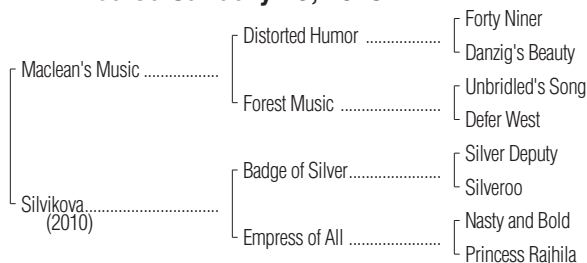 Forty Niner
Distorted Humor ..................
Danzig's Beauty
Maclean's Music ..................
Unbridled's Song
Forest Music ........................
Defer West
Silver Deputy
Badge of Silver......................
Silveroo
Silvikova................................
(2010)
Nasty and Bold
Empress of All ......................
Princess Rajhila